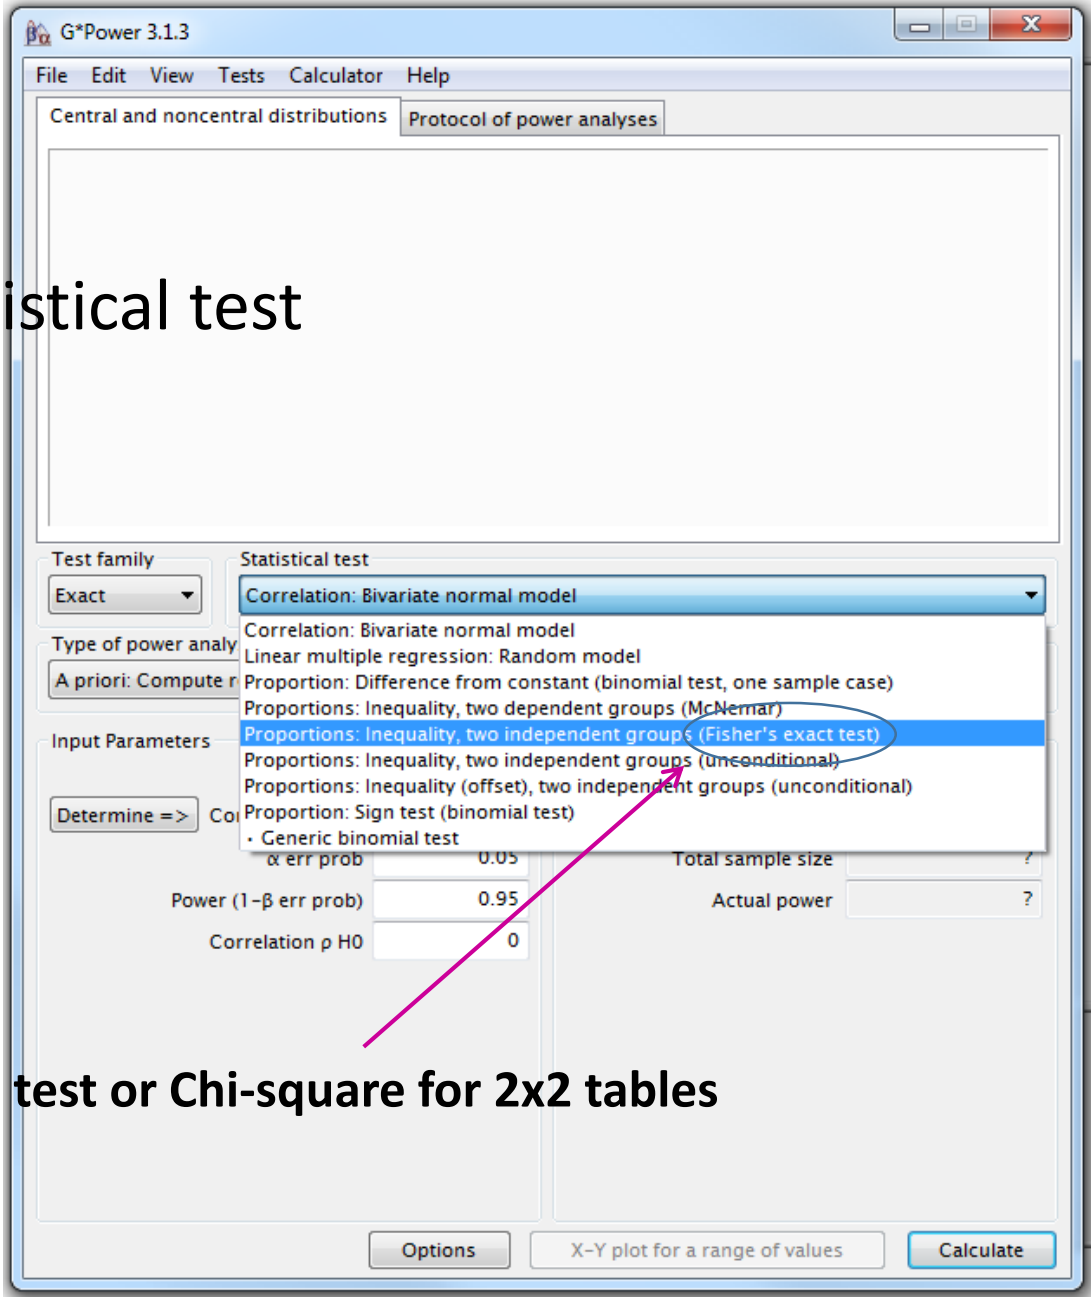 G*Power 3.1.3
File Edit View Tests Calculator Help
Central and noncentral distributions Protocol of power analyses
istical test
Test family Statistical test
Exact Correlation: Bivariate normal model
Correlation: Bivariate normal model
Type of power analy
Linear multiple regression: Random model
A priori: Compute r
Proportion: Difference from constant (binomial test, one sample case)
Proportions: Inequality, two dependent groups (McNemar)
Input Parameters
Proportions: Inequality, two independent groups (Fisher's exact test)
Proportions: Inequality, two independent groups (unconditional)
Proportions: Inequality (offset), two independent groups (unconditional)
Determine => Co
Proportion: Sign test (binomial test)
· Generic binomial test
α err prob 0.05 Total sample size ?
Power (1-β err prob) 0.95 Actual power ?
Correlation ρ H0 0
test or Chi-square for 2x2 tables
Options X-Y plot for a range of values Calculate